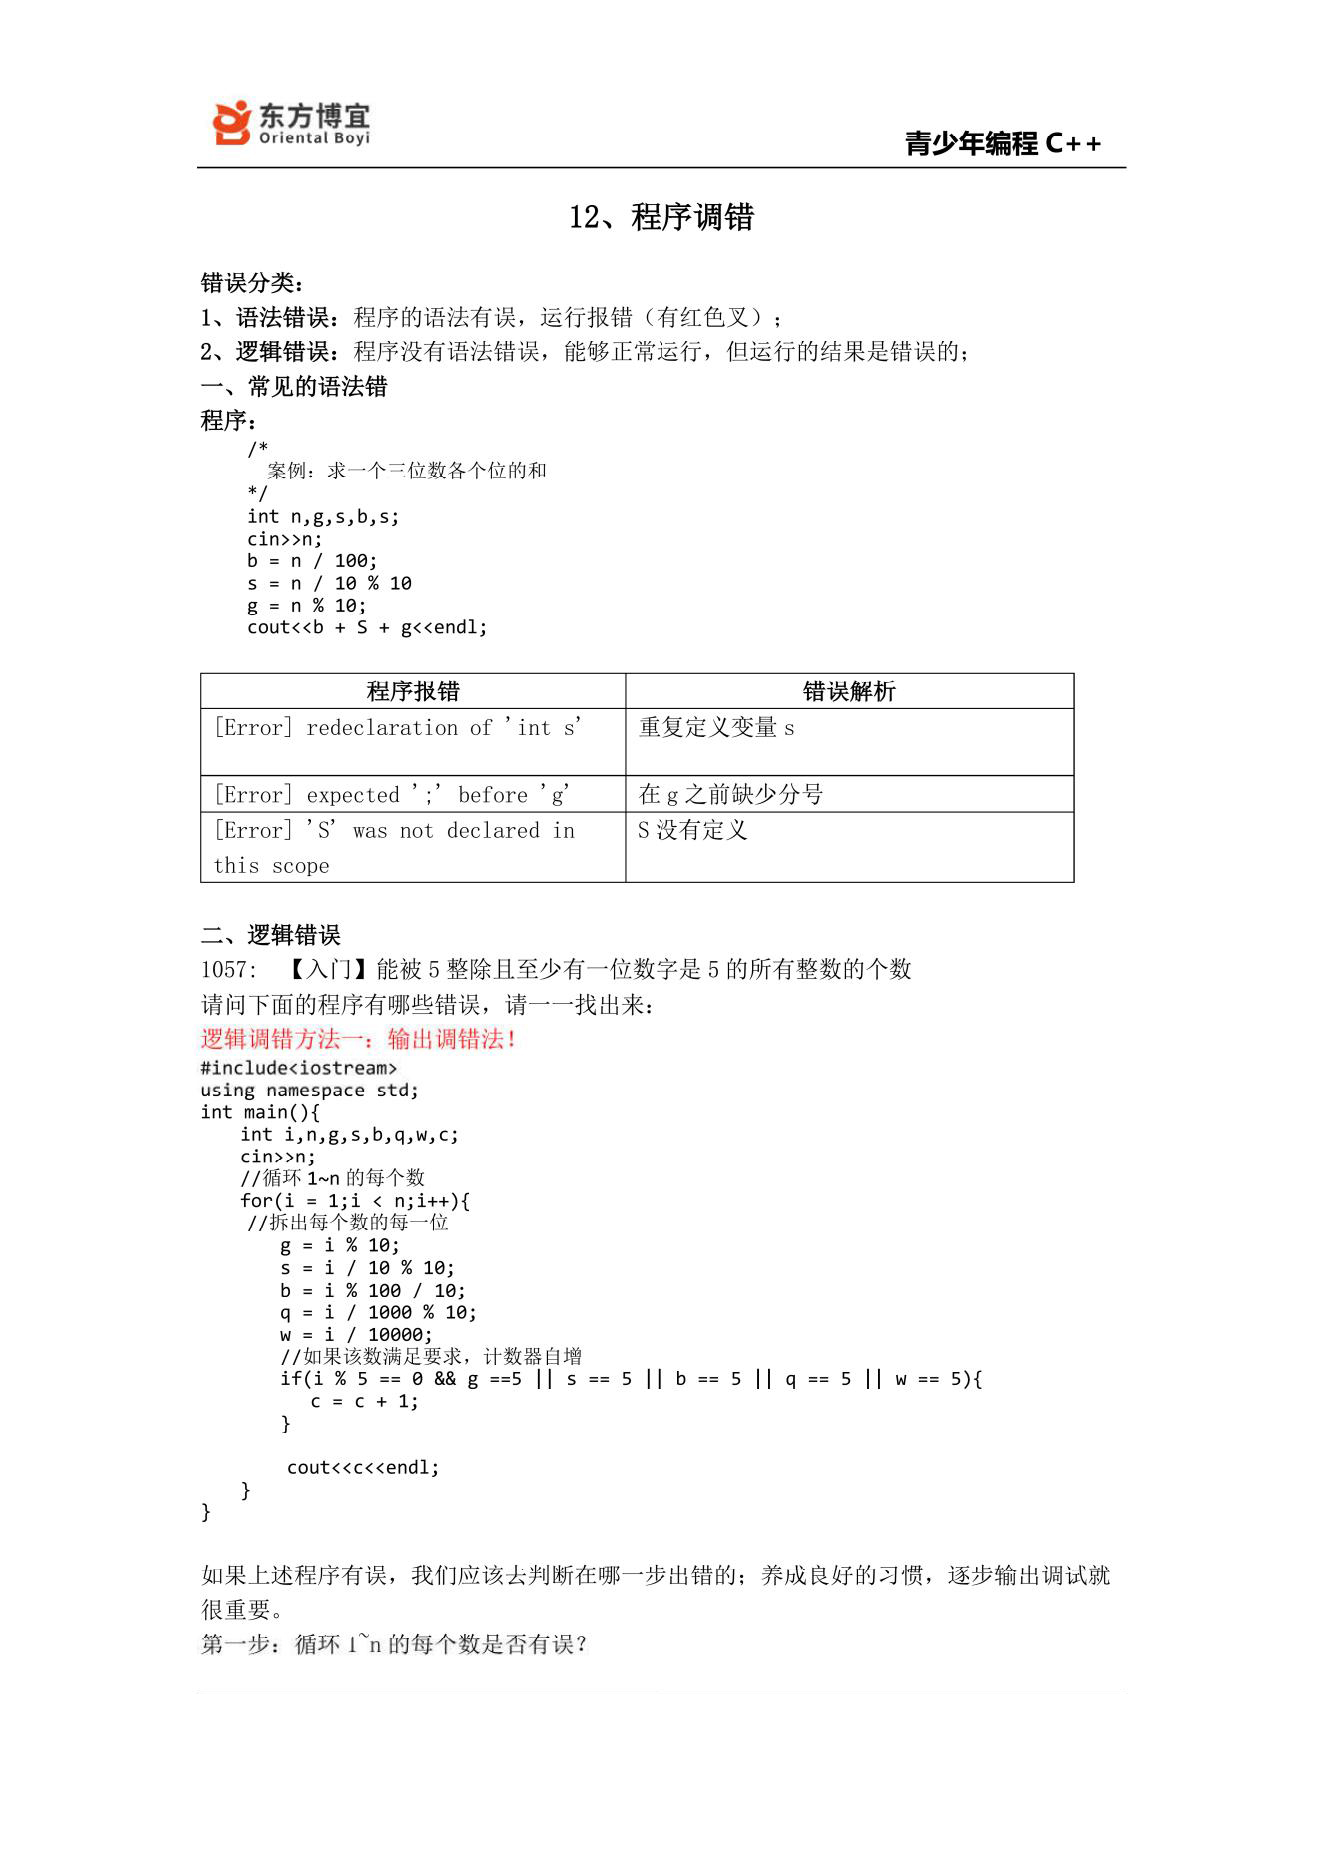 东方博宜
Oriental Boyi
青少年编程 C++
12、程序调错
错误分类：
1、语法错误：程序的语法有误，运行报错（有红色叉）；
2、逻辑错误：程序没有语法错误，能够正常运行，但运行的结果是错误的；
一、常见的语法错
程序：
/*
案例：求一个三位数各个位的和
*/
int n,g,s,b,s;
cin>>n;
b = n / 100;
s = n / 10 % 10
g = n % 10;
cout<<b + S + g<<endl;
程序报错 错误解析
[Error] redeclaration of 'int s' 重复定义变量 s
[Error] expected ';' before 'g' 在 g 之前缺少分号
[Error] 'S' was not declared in S 没有定义
this scope
二、逻辑错误
1057: 【入门】能被 5 整除且至少有一位数字是 5 的所有整数的个数
请问下面的程序有哪些错误，请一一找出来：
逻辑调错方法一：输出调错法！
#include<iostream>
using namespace std;
int main(){
int i,n,g,s,b,q,w,c;
cin>>n;
//循环 1~n 的每个数
for(i = 1;i < n;i++){
//拆出每个数的每一位
g = i % 10;
s = i / 10 % 10;
b = i % 100 / 10;
q = i / 1000 % 10;
w = i / 10000;
//如果该数满足要求，计数器自增
if(i % 5 == 0 && g ==5 || s == 5 || b == 5 || q == 5 || w == 5){
c = c + 1;
}
cout<<c<<endl;
}
}
如果上述程序有误，我们应该去判断在哪一步出错的；养成良好的习惯，逐步输出调试就
很重要。
第一步：循环 1~n 的每个数是否有误？